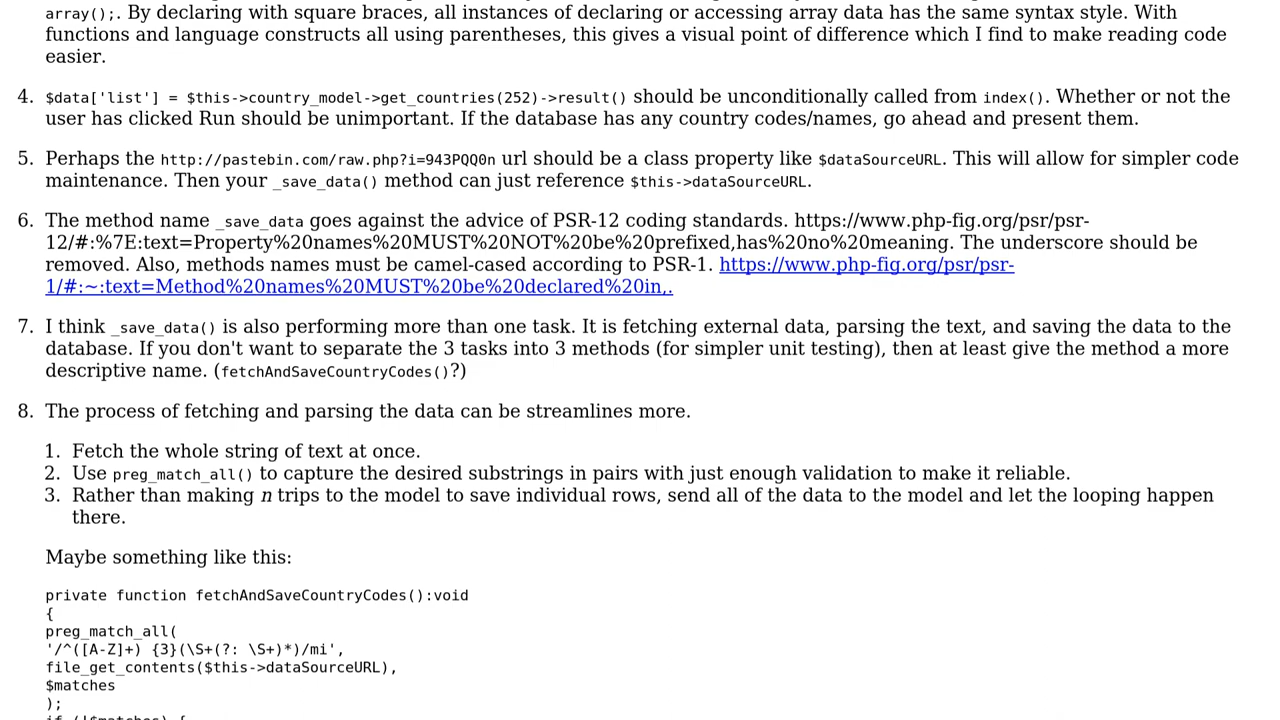 array();. By declaring with square braces, all instances of declaring or accessing array data has the same syntax style. With
functions and language constructs all using parentheses, this gives a visual point of difference which I find to make reading code
easier.
4. $data['list'] = $this->country_model->get_countries(252)->result() should be unconditionally called from index(). Whether or not the
user has clicked Run should be unimportant. If the database has any country codes/names, go ahead and present them.
5. Perhaps the http://pastebin.com/raw.php?i=943PQQ0n url should be a class property like $dataSourceURL. This will allow for simpler code
maintenance. Then your _save_data() method can just reference $this->dataSourceURL.
6. The method name _save_data goes against the advice of PSR-12 coding standards. https://www.php-fig.org/psr/psr-
12/#:%7E:text=Property%20names%20MUST%20NOT%20be%20prefixed,has%20no%20meaning. The underscore should be
removed. Also, methods names must be camel-cased according to PSR-1. https://www.php-fig.org/psr/psr-
1/#:~:text=Method%20names%20MUST%20be%20declared%20in,.
7. I think _save_data() is also performing more than one task. It is fetching external data, parsing the text, and saving the data to the
database. If you don't want to separate the 3 tasks into 3 methods (for simpler unit testing), then at least give the method a more
descriptive name. (fetchAndSaveCountryCodes()?)
8. The process of fetching and parsing the data can be streamlines more.
1. Fetch the whole string of text at once.
2. Use preg_match_all() to capture the desired substrings in pairs with just enough validation to make it reliable.
3. Rather than making n trips to the model to save individual rows, send all of the data to the model and let the looping happen
there.
Maybe something like this:
private function fetchAndSaveCountryCodes():void
{
preg_match_all(
'/^([A-Z]+) {3}(\S+(?: \S+)*)/mi',
file_get_contents($this->dataSourceURL),
$matches
);
if (!$matches) {